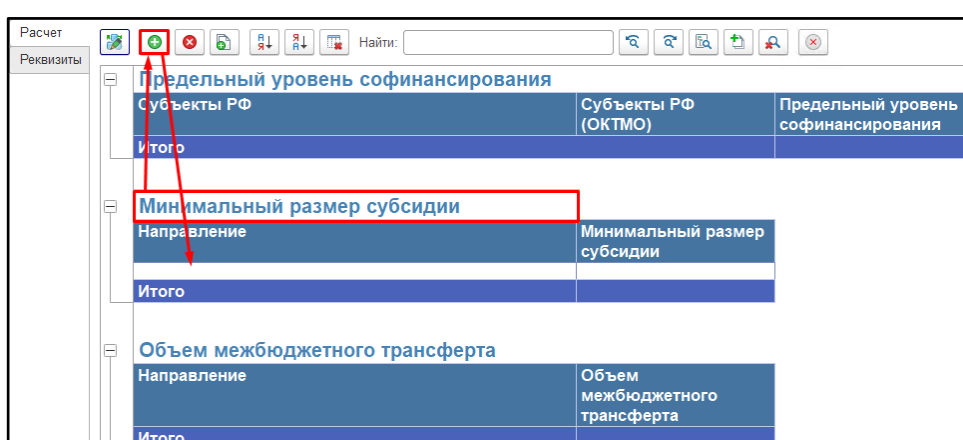 Расчет
Реквизиты
Найти:
Предельный уровень софинансирования
Субъекты РФ
Субъекты РФ (ОКТМО)
Предельный уровень софинансирования
Итого
Минимальный размер субсидии
Направление
Минимальный размер субсидии
Итого
Объем межбюджетного трансферта
Направление
Объем межбюджетного трансферта
Итого